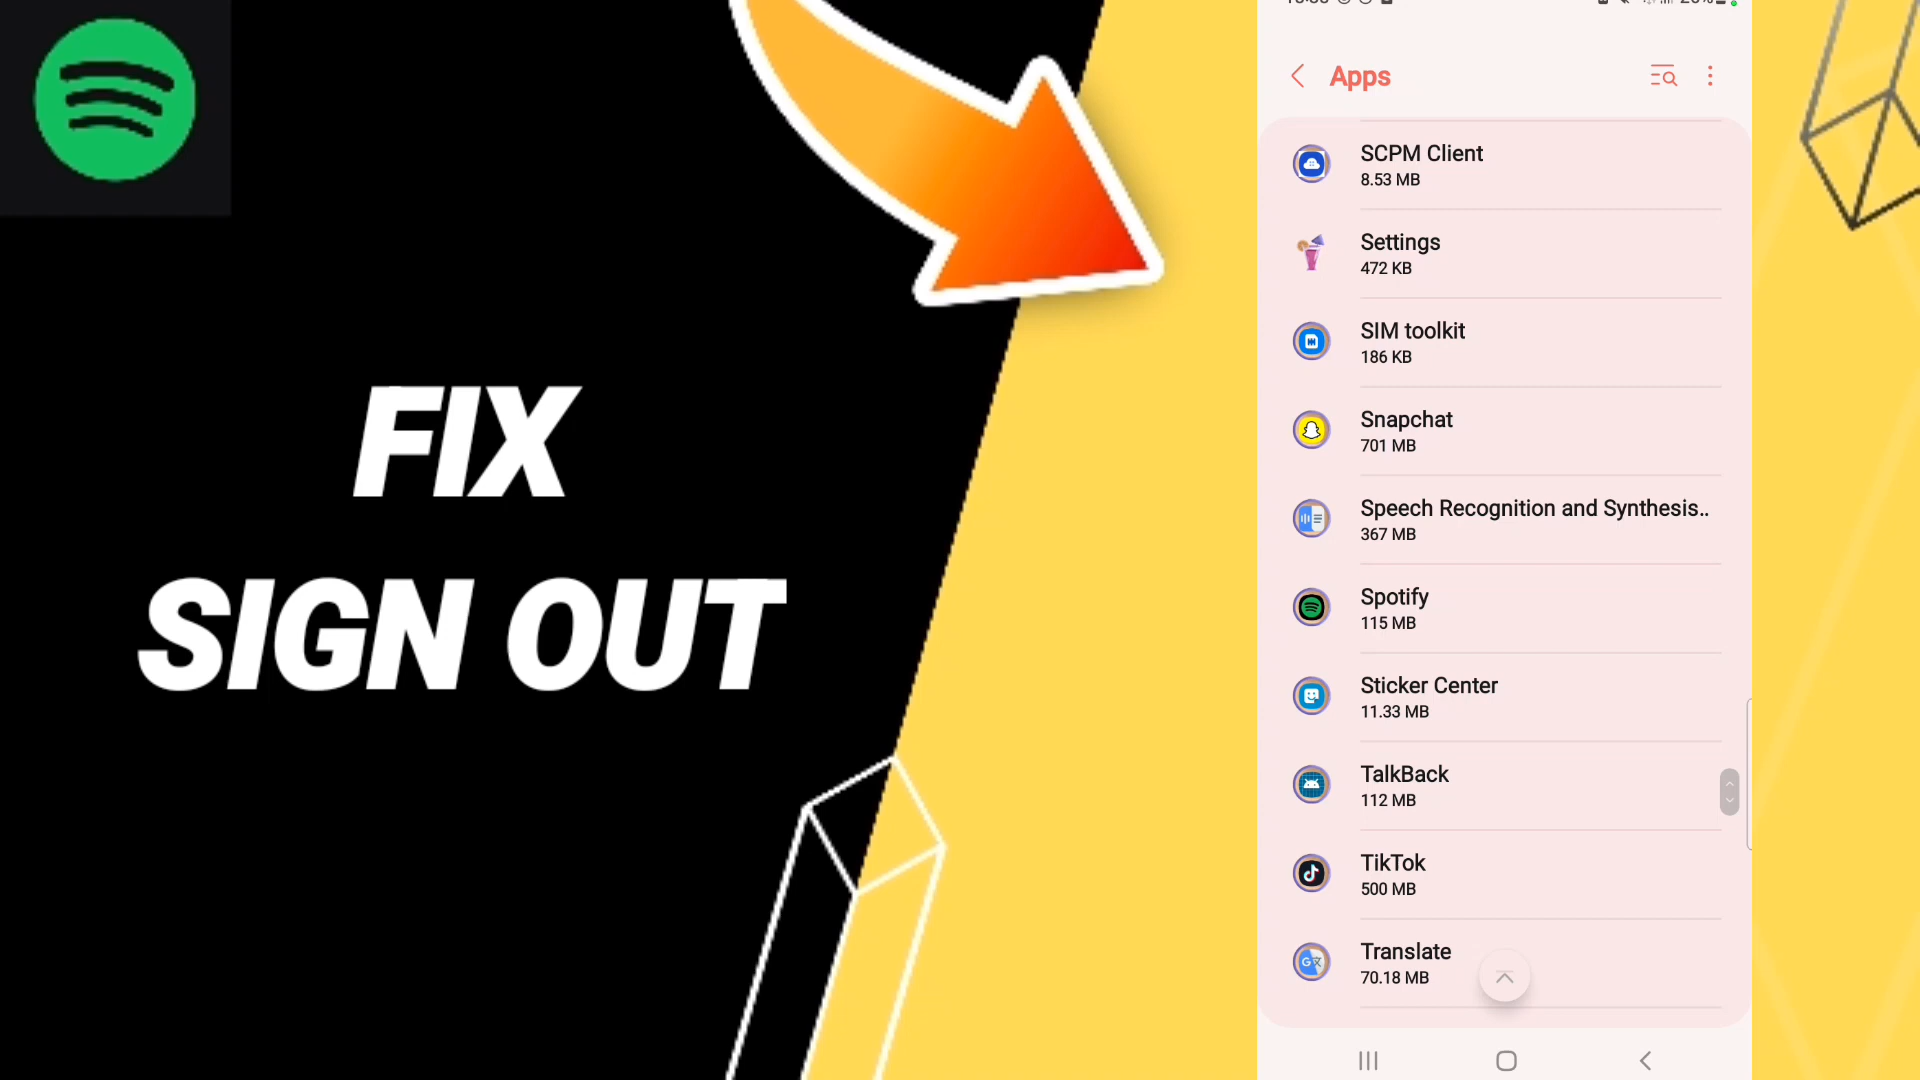 FIX
SIGN OUT
Apps
SCPM Client
8.53 MB
Settings
472 KB
SIM toolkit
186 KB
Snapchat
701 MB
Speech Recognition and Synthesis..
367 MB
Spotify
115 MB
Sticker Center
11.33 MB
TalkBack
112 MB
TikTok
500 MB
Translate
70.18 MB